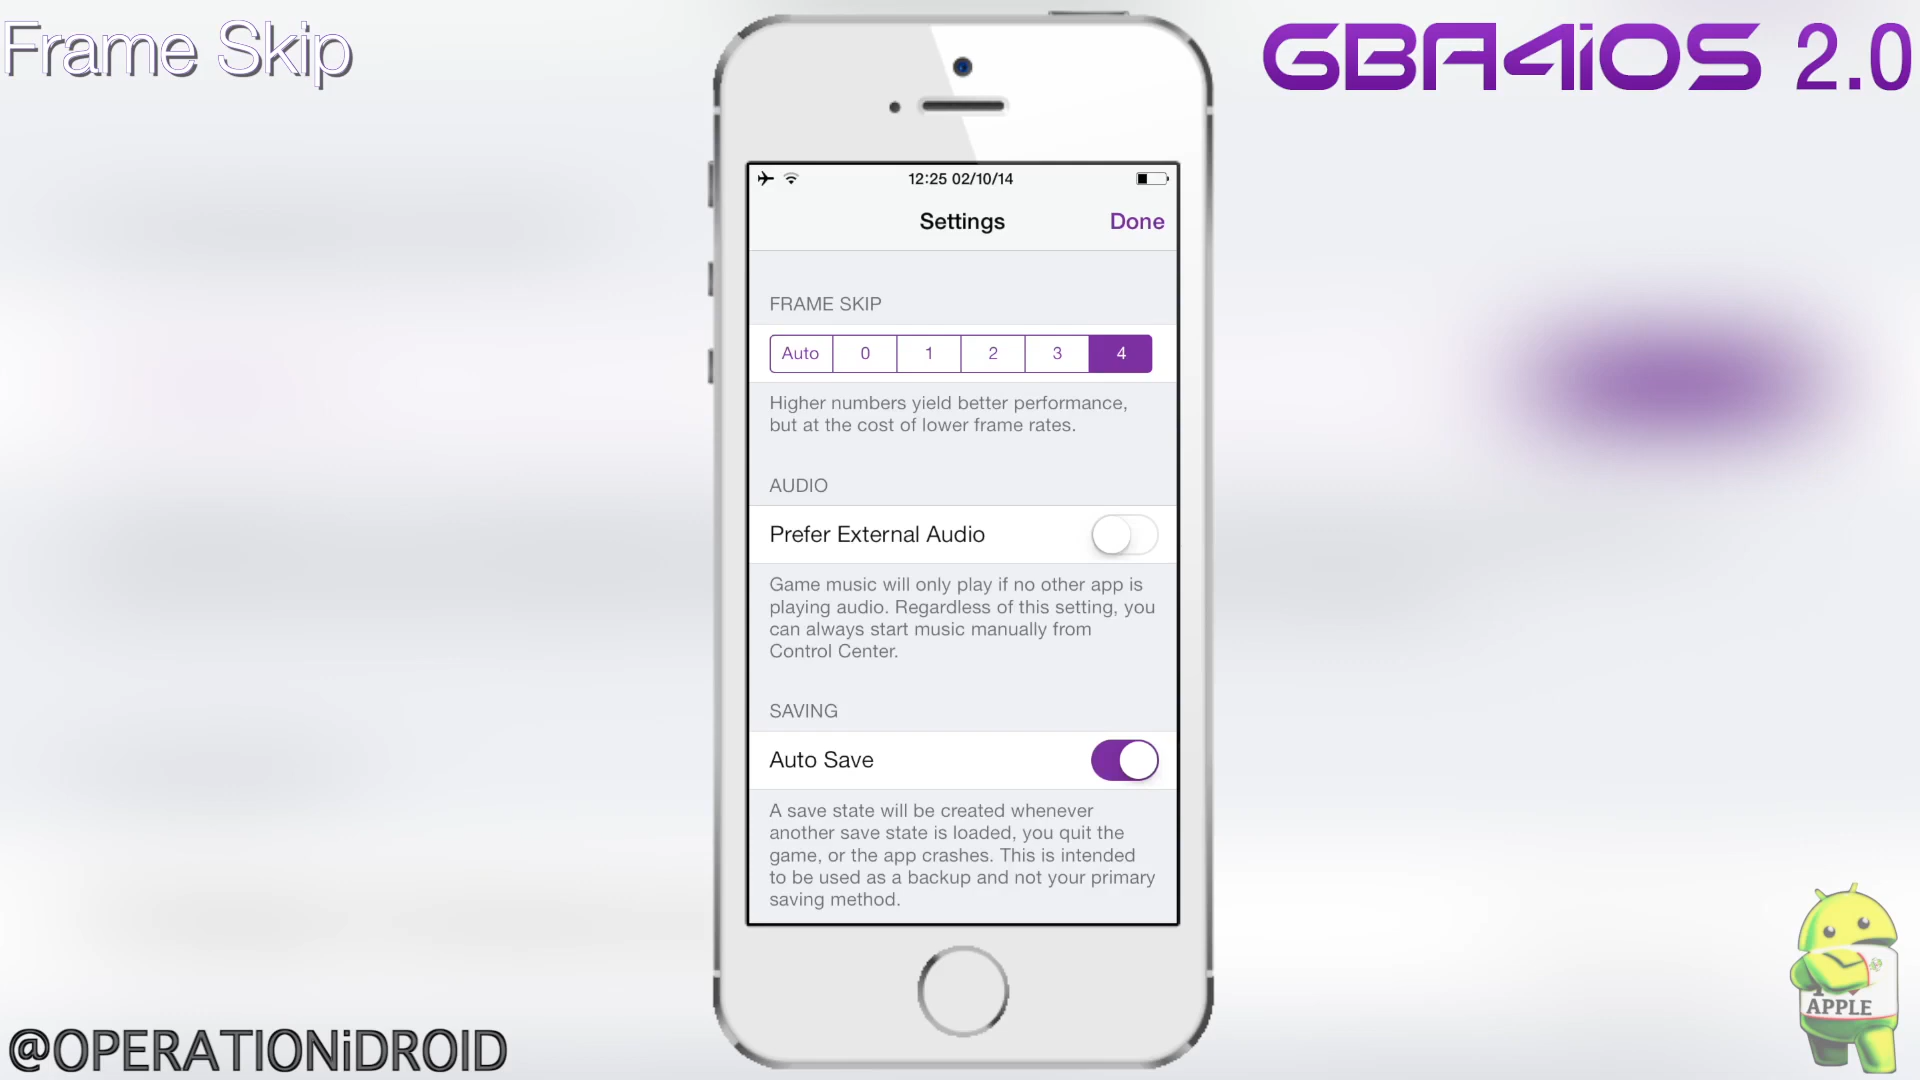 Frame Skip
GBA4iOS 2.0
12:25 02/10/14
Settings
Done
FRAME SKIP
Auto 0 1 2 3 4
Higher numbers yield better performance,
but at the cost of lower frame rates.
AUDIO
Prefer External Audio
Game music will only play if no other app is
playing audio. Regardless of this setting, you
can always start music manually from
Control Center.
SAVING
Auto Save
A save state will be created whenever
another save state is loaded, you quit the
game, or the app crashes. This is intended
to be used as a backup and not your primary
saving method.
@OPERATIONiDROID
APPLE